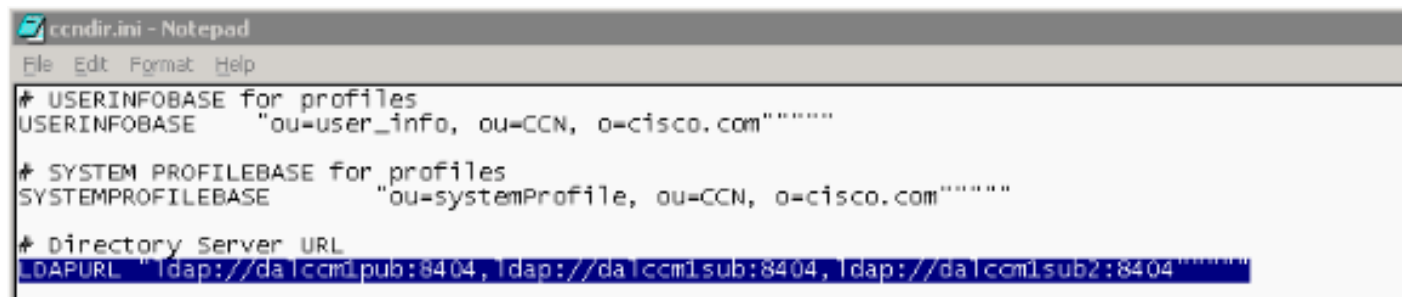 ccndir.ini - Notepad
File Edit Format Help
# USERINFOBASE for profiles
USERINFOBASE "ou=user_info, ou=CCN, o=cisco.com"""""
# SYSTEM PROFILEBASE for profiles
SYSTEMPROFILEBASE "ou=systemProfile, ou=CCN, o=cisco.com"""""
# Directory Server URL
LDAPURL "ldap://dalccm1pub:8404,ldap://dalccm1sub:8404,ldap://dalccm1sub2:8404"""""